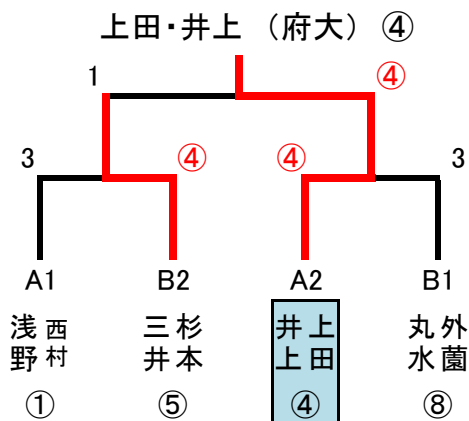 上田・井上 （府大） ④
1
④
3
④
④
3
A1
B2
A2
B1
西村
浅野
杉本
三井
上田
井上
外薗
丸水
①
⑤
④
⑧